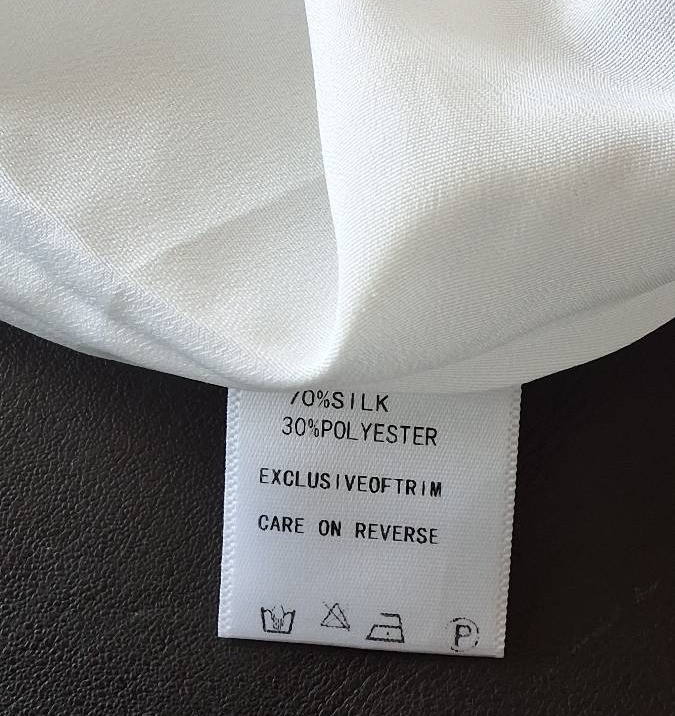 70%SILK
30%POLYESTER
EXCLUSIVEOFTRIM
CARE ON REVERSE
P